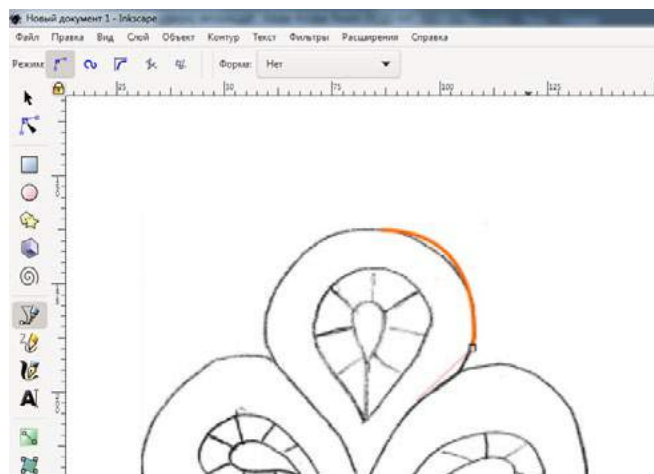 Новый документ 1 - Inkscape
Файл Правка Вид Слой Объект Контур Текст Фильтры Расширения Справка
Режим: Форма: Нет
25 50 75 100 125